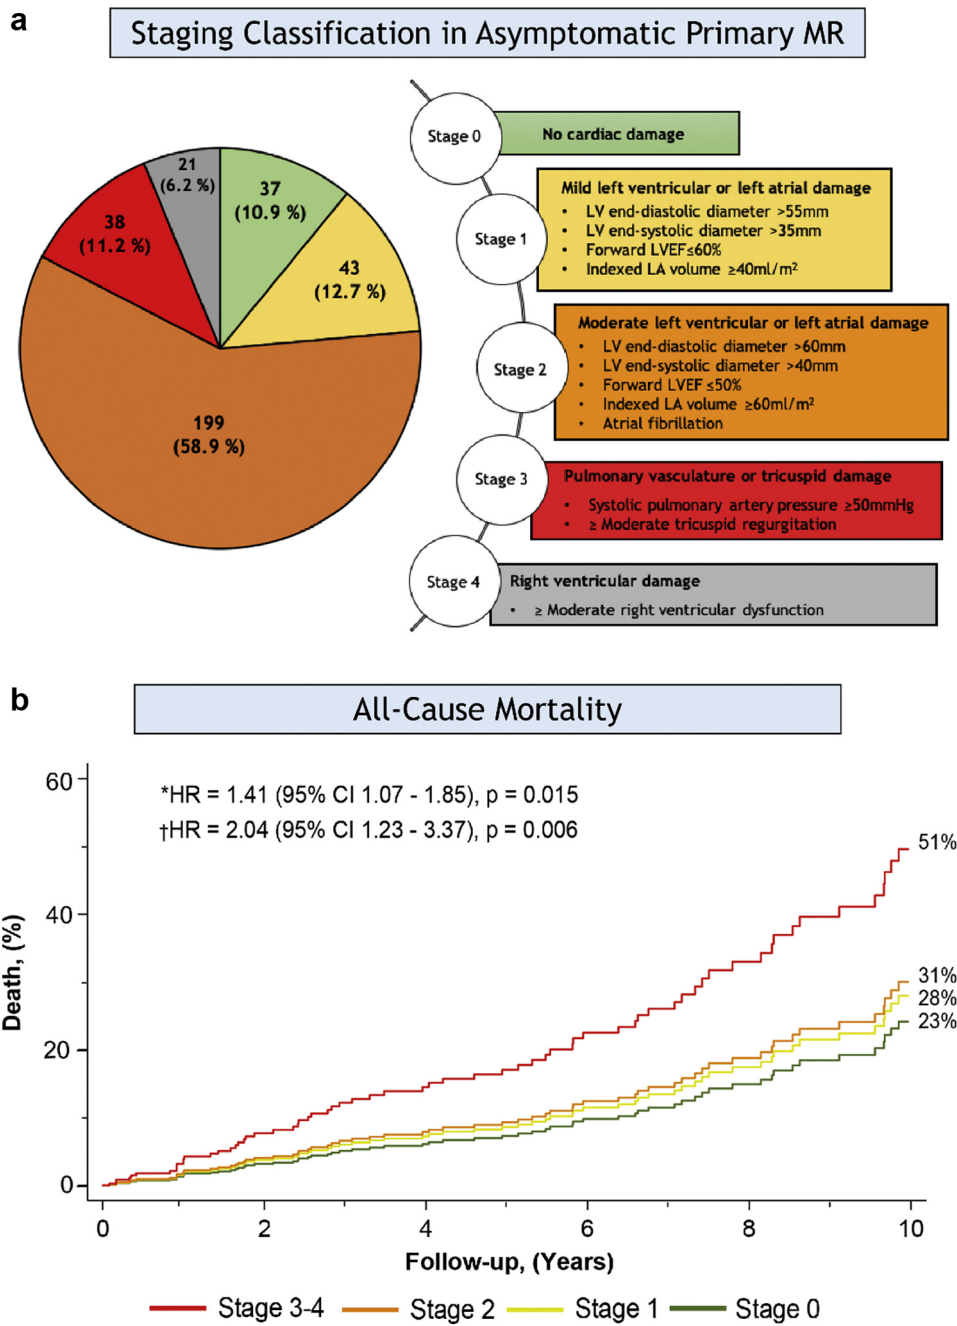 a
Staging Classification in Asymptomatic Primary MR
21
(6.2 %)
37
(10.9 %)
38
(11.2 %)
43
(12.7 %)
199
(58.9 %)
Stage 0
No cardiac damage
Stage 1
Mild left ventricular or left atrial damage
• LV end-diastolic diameter >55mm
• LV end-systolic diameter >35mm
• Forward LVEF≤60%
• Indexed LA volume ≥40ml/m²
Stage 2
Moderate left ventricular or left atrial damage
• LV end-diastolic diameter >60mm
• LV end-systolic diameter >40mm
• Forward LVEF ≤50%
• Indexed LA volume ≥60ml/m²
• Atrial fibrillation
Stage 3
Pulmonary vasculature or tricuspid damage
• Systolic pulmonary artery pressure ≥50mmHg
• ≥ Moderate tricuspid regurgitation
Stage 4
Right ventricular damage
• ≥ Moderate right ventricular dysfunction
b
All-Cause Mortality
*HR = 1.41 (95% CI 1.07 - 1.85), p = 0.015
†HR = 2.04 (95% CI 1.23 - 3.37), p = 0.006
60
40
20
0
Death, (%)
51%
31%
28%
23%
0 2 4 6 8 10
Follow-up, (Years)
Stage 3-4 Stage 2 Stage 1 Stage 0